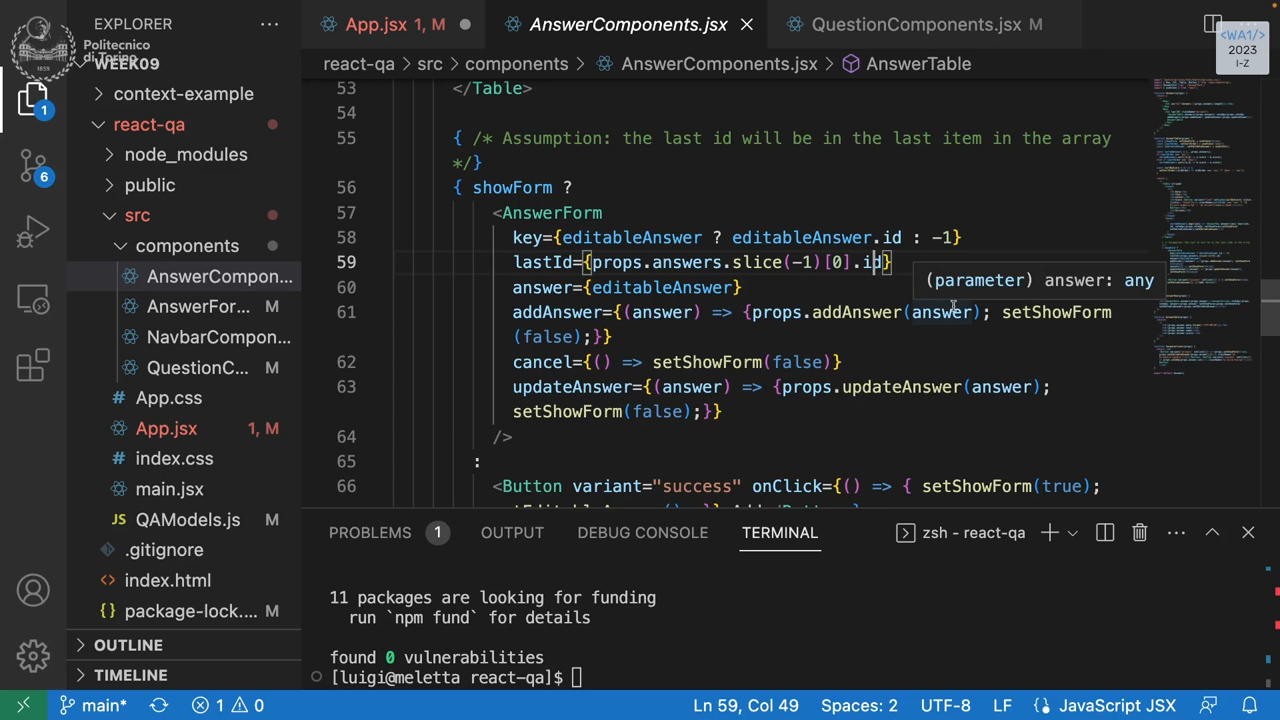 EXPLORER
Politecnico
di Torino
WEEK09
context-example
react-qa
node_modules
public
src
components
AnswerCompon...
AnswerFor... M
NavbarCompon...
QuestionC... M
App.css
App.jsx 1, M
index.css
main.jsx
JS QAModels.js M
.gitignore
<> index.html
{} package-lock.... M
OUTLINE
TIMELINE
1
6
App.jsx 1, M
AnswerComponents.jsx
QuestionComponents.jsx M
<WA1/>
2023
I-Z
react-qa > src > components > AnswerComponents.jsx > AnswerTable
53 </Table>
54
55 { /* Assumption: the last id will be in the last item in the array
*/ }
56 { showForm ?
57 <AnswerForm
58 key={editableAnswer ? editableAnswer.id : -1}
59 lastId={props.answers.slice(-1)[0].id}
(parameter) answer: any
60 answer={editableAnswer}
61 addAnswer={(answer) => {props.addAnswer(answer); setShowForm
(false);}}
62 cancel={() => setShowForm(false)}
63 updateAnswer={(answer) => {props.updateAnswer(answer);
setShowForm(false);}}
64 />
65 :
66 <Button variant="success" onClick={() => { setShowForm(true);
PROBLEMS 1 OUTPUT DEBUG CONSOLE TERMINAL
zsh - react-qa
11 packages are looking for funding
run `npm fund` for details
found 0 vulnerabilities
[luigi@meletta react-qa]$
main* 1 0
Ln 59, Col 49 Spaces: 2 UTF-8 LF JavaScript JSX